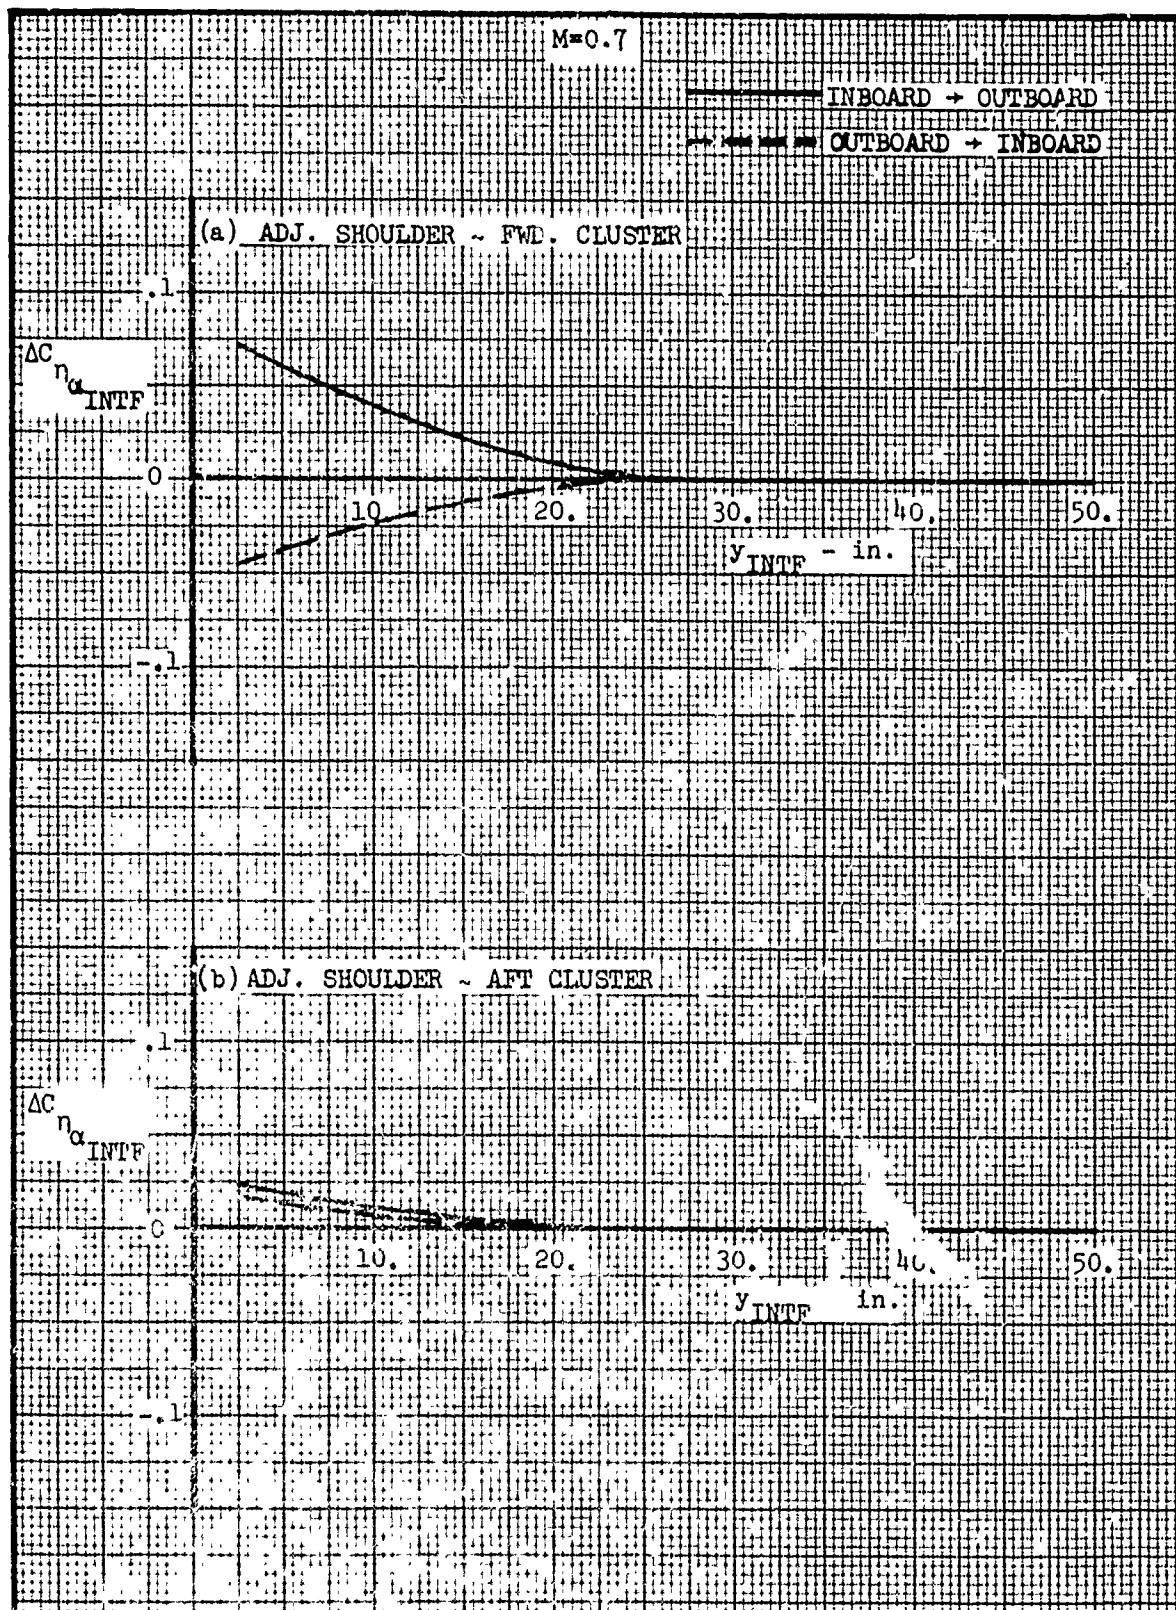 M=0.7
INBOARD → OUTBOARD
OUTBOARD → INBOARD
(a) ADJ. SHOULDER ~ FWD. CLUSTER
.1
ΔC
η
α
INTF
0
10.
20.
30.
40.
50.
y INTF - in.
-.1
(b) ADJ. SHOULDER ~ AFT CLUSTER
.1
ΔC
η
α
INTF
0
10.
20.
30.
40.
50.
y INTF in.
-.1